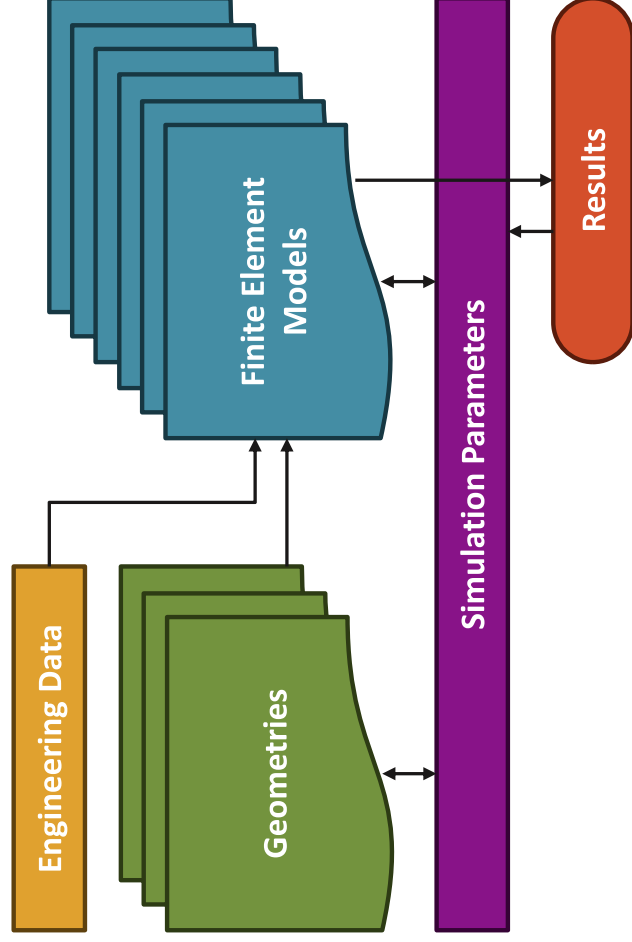 Engineering Data
Geometries
Finite Element
Models
Simulation Parameters
Results